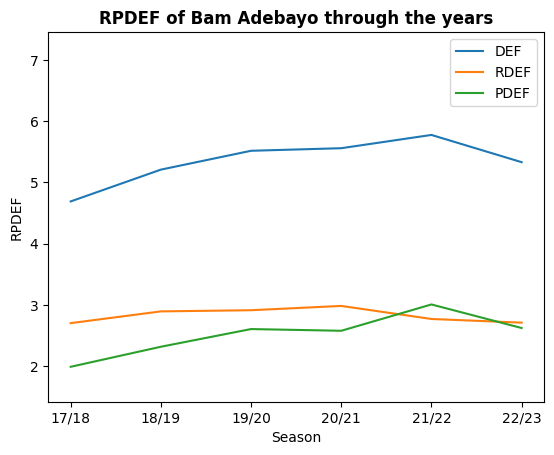 RPDEF of Bam Adebayo through the years
DEF
RDEF
PDEF
7
6
5
4
3
2
RPDEF
17/18 18/19 19/20 20/21 21/22 22/23
Season